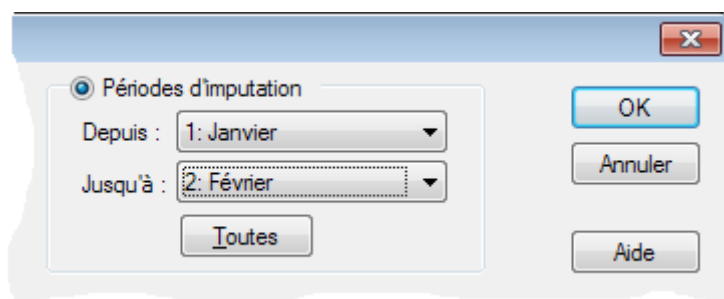 Périodes d'imputation
Depuis : 1: Janvier
Jusqu'à : 2: Février
Toutes
OK
Annuler
Aide